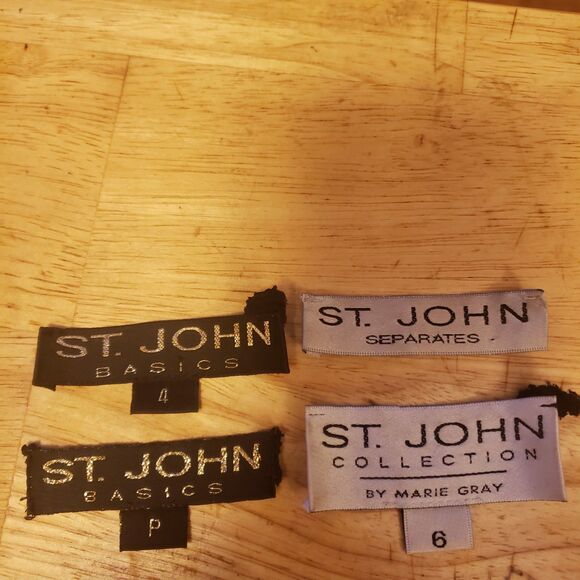 ST. JOHN
BASICS
4
ST. JOHN
SEPARATES
ST. JOHN
BASICS
P
ST. JOHN
COLLECTION
BY MARIE GRAY
6